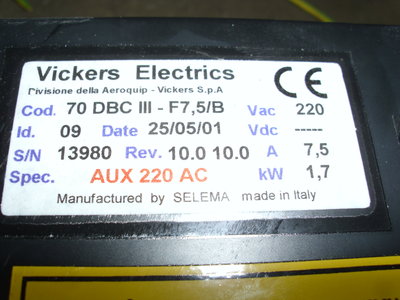 Vickers Electrics
Divisione della Aeroquip - Vickers S.p.A
CE
Cod. 70 DBC III - F7,5/B Vac 220
Id. 09 Date 25/05/01 Vdc -----
S/N 13980 Rev. 10.0 10.0 A 7,5
Spec. AUX 220 AC kW 1,7
Manufactured by SELEMA made in Italy